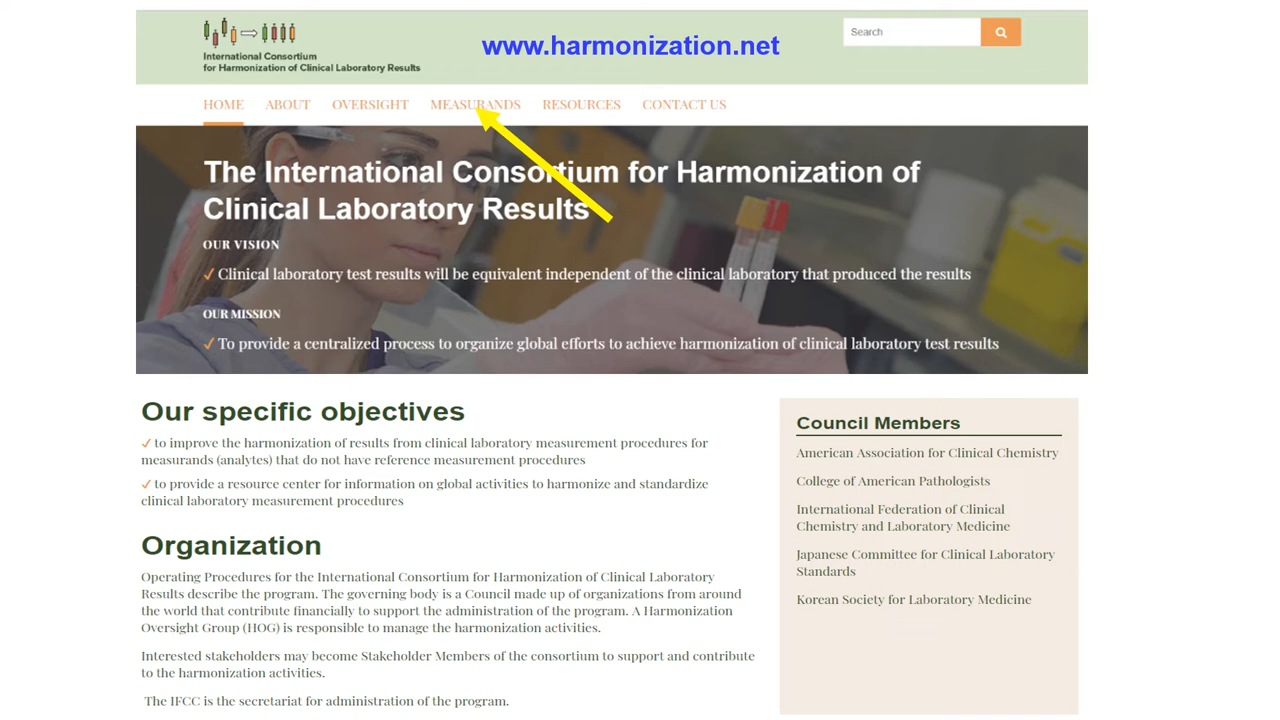 International Consortium
for Harmonization of Clinical Laboratory Results
www.harmonization.net
Search
HOME ABOUT OVERSIGHT MEASURANDS RESOURCES CONTACT US
The International Consortium for Harmonization of
Clinical Laboratory Results
OUR VISION
✓ Clinical laboratory test results will be equivalent independent of the clinical laboratory that produced the results
OUR MISSION
✓ To provide a centralized process to organize global efforts to achieve harmonization of clinical laboratory test results
Our specific objectives
✓ to improve the harmonization of results from clinical laboratory measurement procedures for
measurands (analytes) that do not have reference measurement procedures
✓ to provide a resource center for information on global activities to harmonize and standardize
clinical laboratory measurement procedures
Organization
Operating Procedures for the International Consortium for Harmonization of Clinical Laboratory
Results describe the program. The governing body is a Council made up of organizations from around
the world that contribute financially to support the administration of the program. A Harmonization
Oversight Group (HOG) is responsible to manage the harmonization activities.
Interested stakeholders may become Stakeholder Members of the consortium to support and contribute
to the harmonization activities.
The IFCC is the secretariat for administration of the program.
Council Members
American Association for Clinical Chemistry
College of American Pathologists
International Federation of Clinical
Chemistry and Laboratory Medicine
Japanese Committee for Clinical Laboratory
Standards
Korean Society for Laboratory Medicine